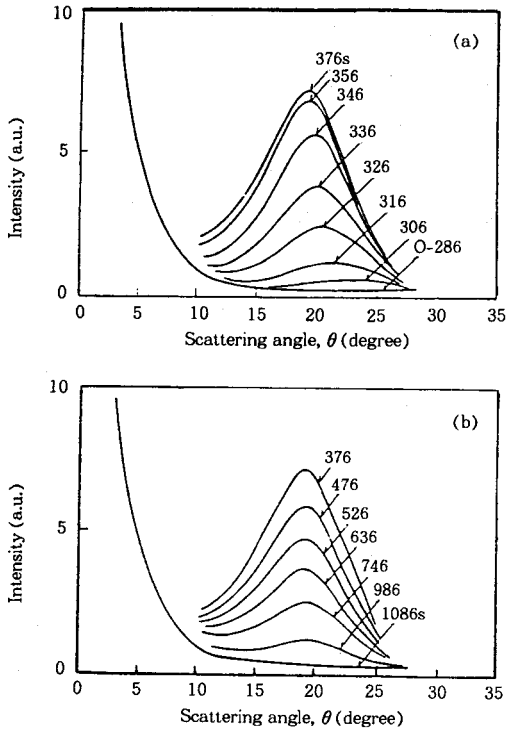 10
(a)
376s
356
346
5
336
326
316
306
O-286
0
0 5 10 15 20 25 30 35
Intensity (a.u.)
Scattering angle, θ (degree)
10
(b)
376
476
5
526
636
746
986
1086s
0
0 5 10 15 20 25 30 35
Intensity (a.u.)
Scattering angle, θ (degree)